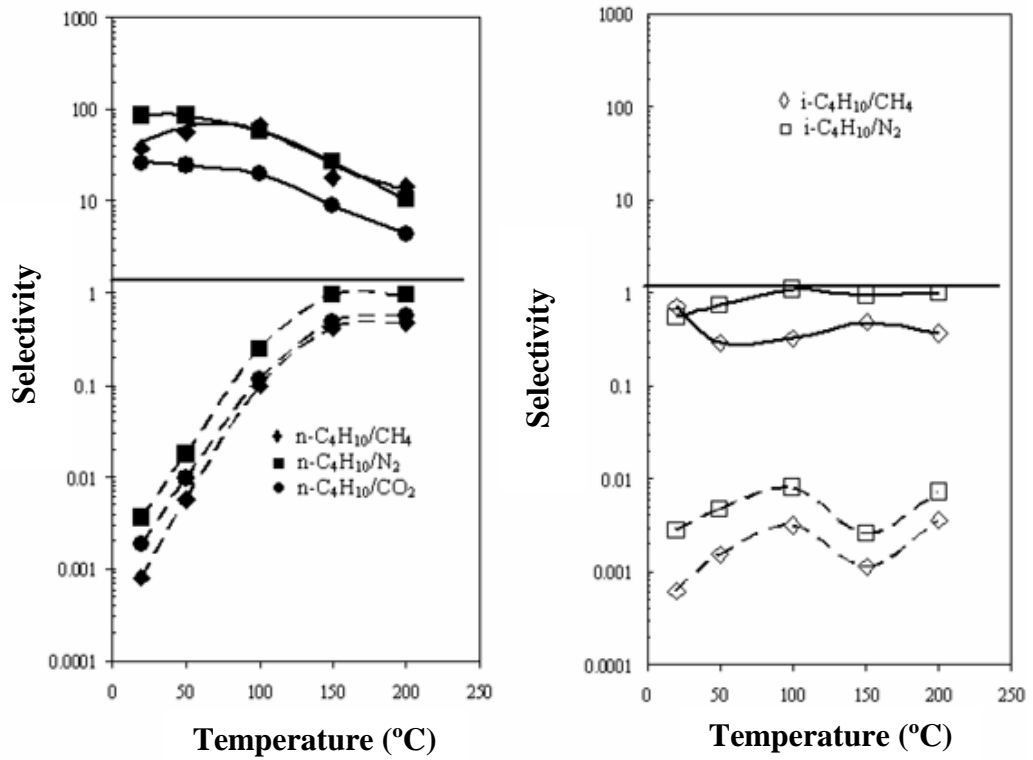 1000
100
10
1
0.1
0.01
0.001
0.0001
Selectivity
n-C₄H₁₀/CH₄
n-C₄H₁₀/N₂
n-C₄H₁₀/CO₂
0 50 100 150 200 250
Temperature (ºC)
1000
100
10
1
0.1
0.01
0.001
0.0001
Selectivity
i-C₄H₁₀/CH₄
i-C₄H₁₀/N₂
0 50 100 150 200 250
Temperature (ºC)